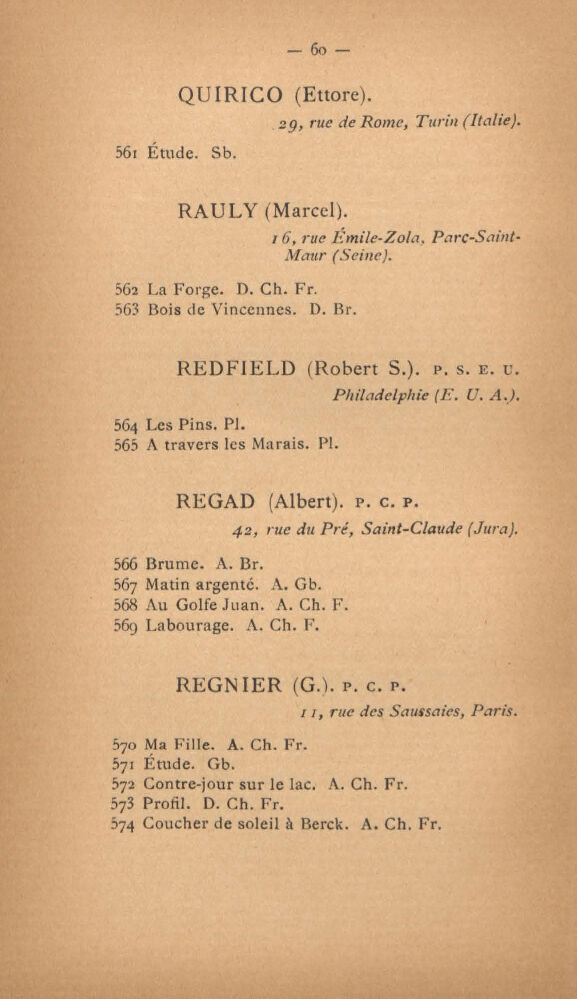 — 60 —
QUIRICO (Ettore).
29, rue de Rome, Turin (Italie).
561 Étude. Sb.
RAULY (Marcel).
16, rue Émile-Zola, Parc-Saint-
Maur (Seine).
562 La Forge. D. Ch. Fr.
563 Bois de Vincennes. D. Br.
REDFIELD (Robert S.). P. S. E. U.
Philadelphie (E. U. A.).
564 Les Pins. Pl.
565 A travers les Marais. Pl.
REGAD (Albert). P. C. P.
42, rue du Pré, Saint-Claude (Jura).
566 Brume. A. Br.
567 Matin argenté. A. Gb.
568 Au Golfe Juan. A. Ch. F.
569 Labourage. A. Ch. F.
REGNIER (G.). P. C. P.
11, rue des Saussaies, Paris.
570 Ma Fille. A. Ch. Fr.
571 Étude. Gb.
572 Contre-jour sur le lac. A. Ch. Fr.
573 Profil. D. Ch. Fr.
574 Coucher de soleil à Berck. A. Ch. Fr.